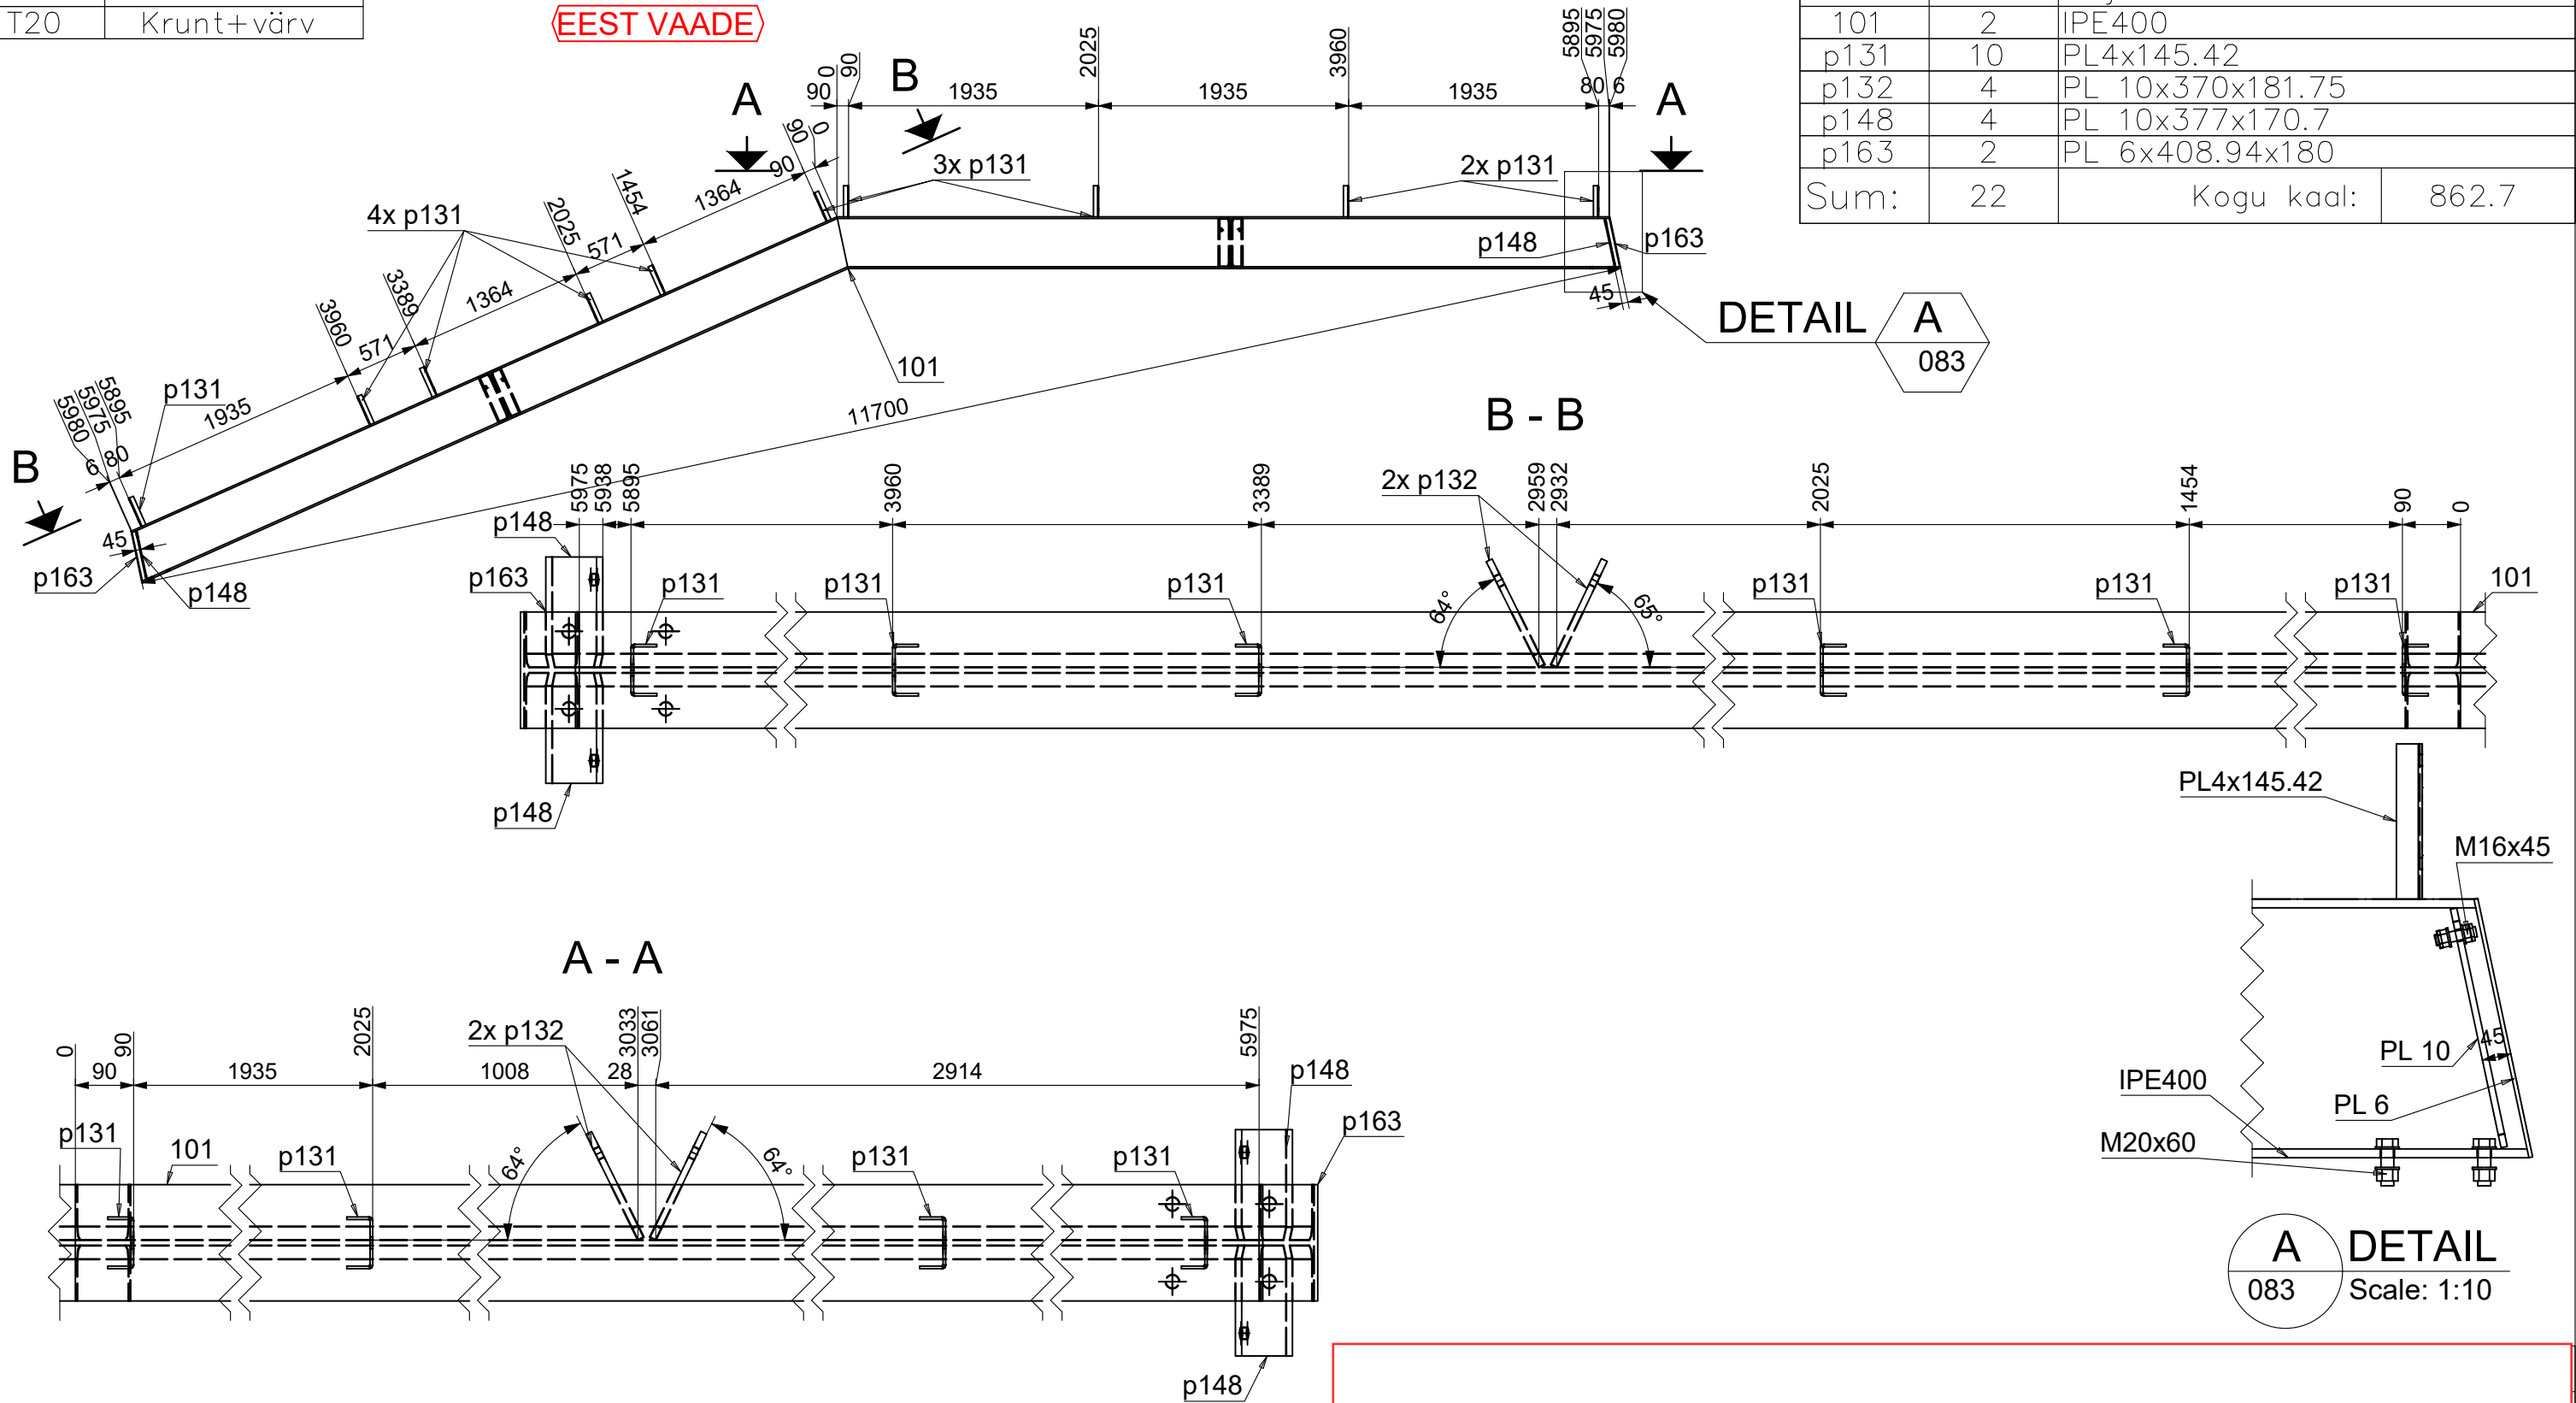 T20 Krunt+värv
EEST VAADE
101 2 IPE400
p131 10 PL4x145.42
p132 4 PL 10x370x181.75
p148 4 PL 10x377x170.7
p163 2 PL 6x408.94x180
Sum: 22 Kogu kaal: 862.7
0
90
2025
3960
5895
5975
5980
90
1935
1935
1935
80
6
A
B
A
3x p131
2x p131
p148
p163
45
DETAIL
A
083
0
90
90
1364
1454
571
2025
1364
3389
571
3960
1935
5895
5975
5980
80
6
4x p131
p131
B
45
p163
p148
101
11700
B - B
5975
5938
5895
3960
3389
2959
2932
2025
1454
90
0
2x p132
p148
p163
p131
p131
p131
64°
65°
p131
p131
p131
101
p148
A - A
0
90
2025
3033
3061
5975
90
1935
1008
28
2914
2x p132
p148
p163
p131
101
p131
64°
64°
p131
p131
p148
PL4x145.42
M16x45
45
PL 10
IPE400
PL 6
M20x60
A
083
DETAIL
Scale: 1:10